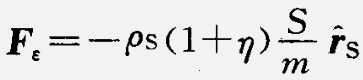 F_ε = −ρ_S (1 + η) S/m r̂_S